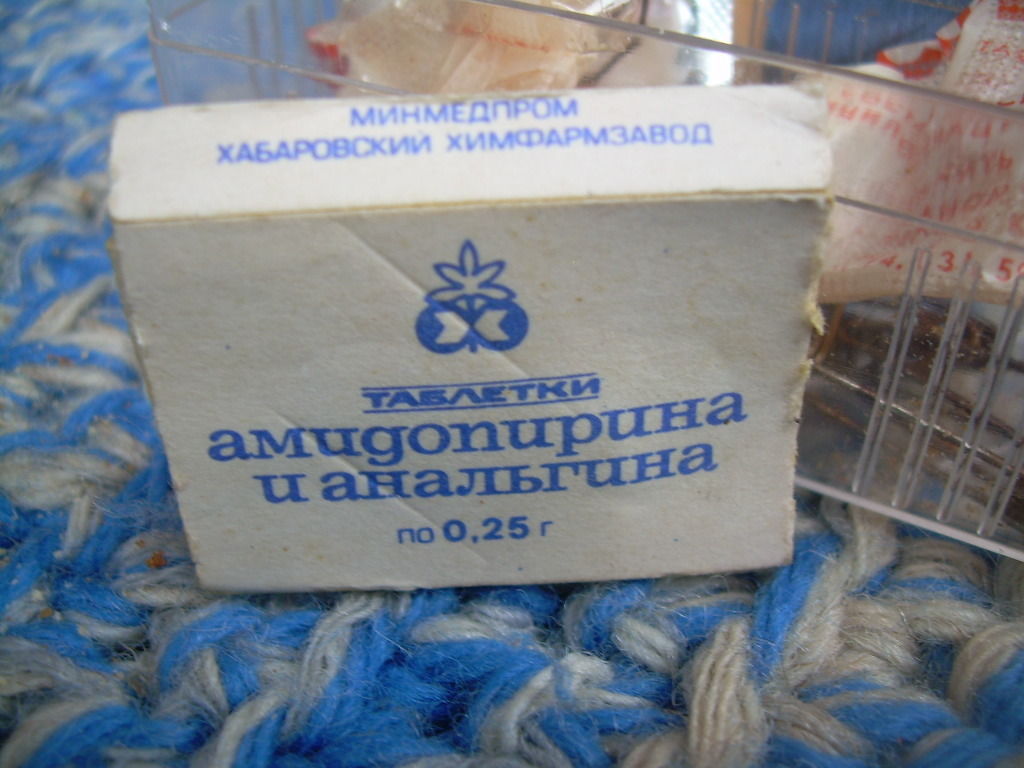 МИНМЕДПРОМ
ХАБАРОВСКИЙ ХИМФАРМЗАВОД
ТАБЛЕТКИ
амидопирина
и анальгина
по 0,25 г